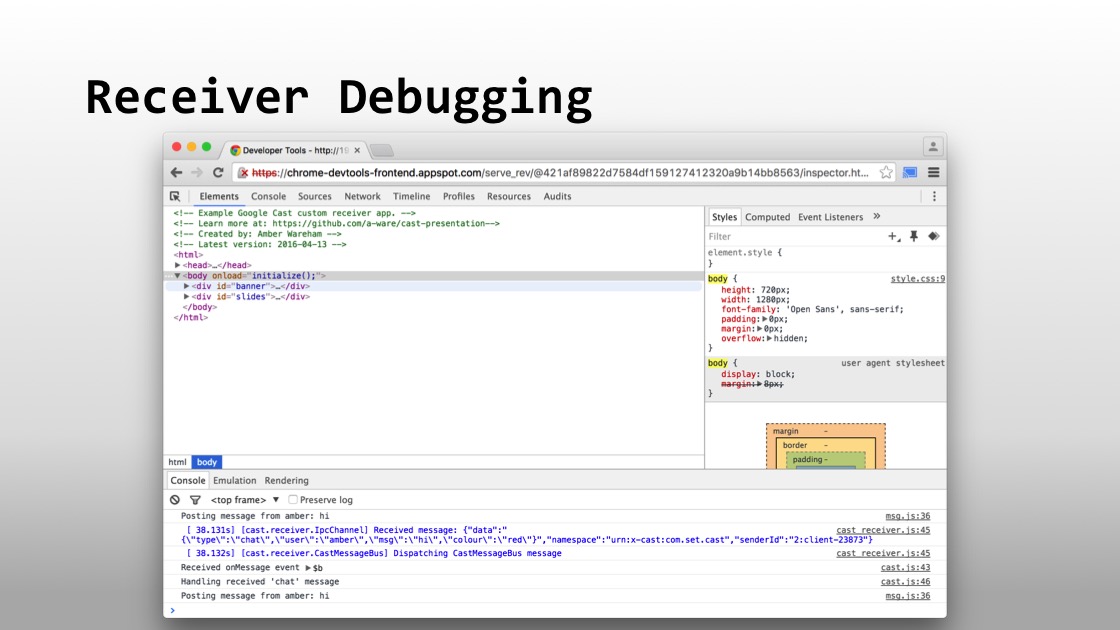 Receiver Debugging
Developer Tools - http://19
https://chrome-devtools-frontend.appspot.com/serve_rev/@421af89822d7584df159127412320a9b14bb8563/inspector.ht...
Elements Console Sources Network Timeline Profiles Resources Audits
<!-- Example Google Cast custom receiver app. -->
<!-- Learn more at: https://github.com/a-ware/cast-presentation-->
<!-- Created by: Amber Wareham -->
<!-- Latest version: 2016-04-13 -->
<html>
<head>…</head>
<body onload="initialize();">
<div id="banner">…</div>
<div id="slides">…</div>
</body>
</html>
html body
Styles Computed Event Listeners »
Filter
element.style {
}
body { style.css:9
height: 720px;
width: 1280px;
font-family: 'Open Sans', sans-serif;
padding: 0px;
margin: 0px;
overflow: hidden;
}
body { user agent stylesheet
display: block;
margin: 8px;
}
margin -
border -
padding -
Console Emulation Rendering
<top frame> Preserve log
Posting message from amber: hi msg.js:36
[ 38.131s] [cast.receiver.IpcChannel] Received message: {"data":" cast_receiver.js:45
{\"type\":\"chat\",\"user\":\"amber\",\"msg\":\"hi\",\"colour\":\"red\"}","namespace":"urn:x-cast:com.set.cast","senderId":"2:client-23873"}
[ 38.132s] [cast.receiver.CastMessageBus] Dispatching CastMessageBus message cast_receiver.js:45
Received onMessage event $b cast.js:43
Handling received 'chat' message cast.js:46
Posting message from amber: hi msg.js:36
>